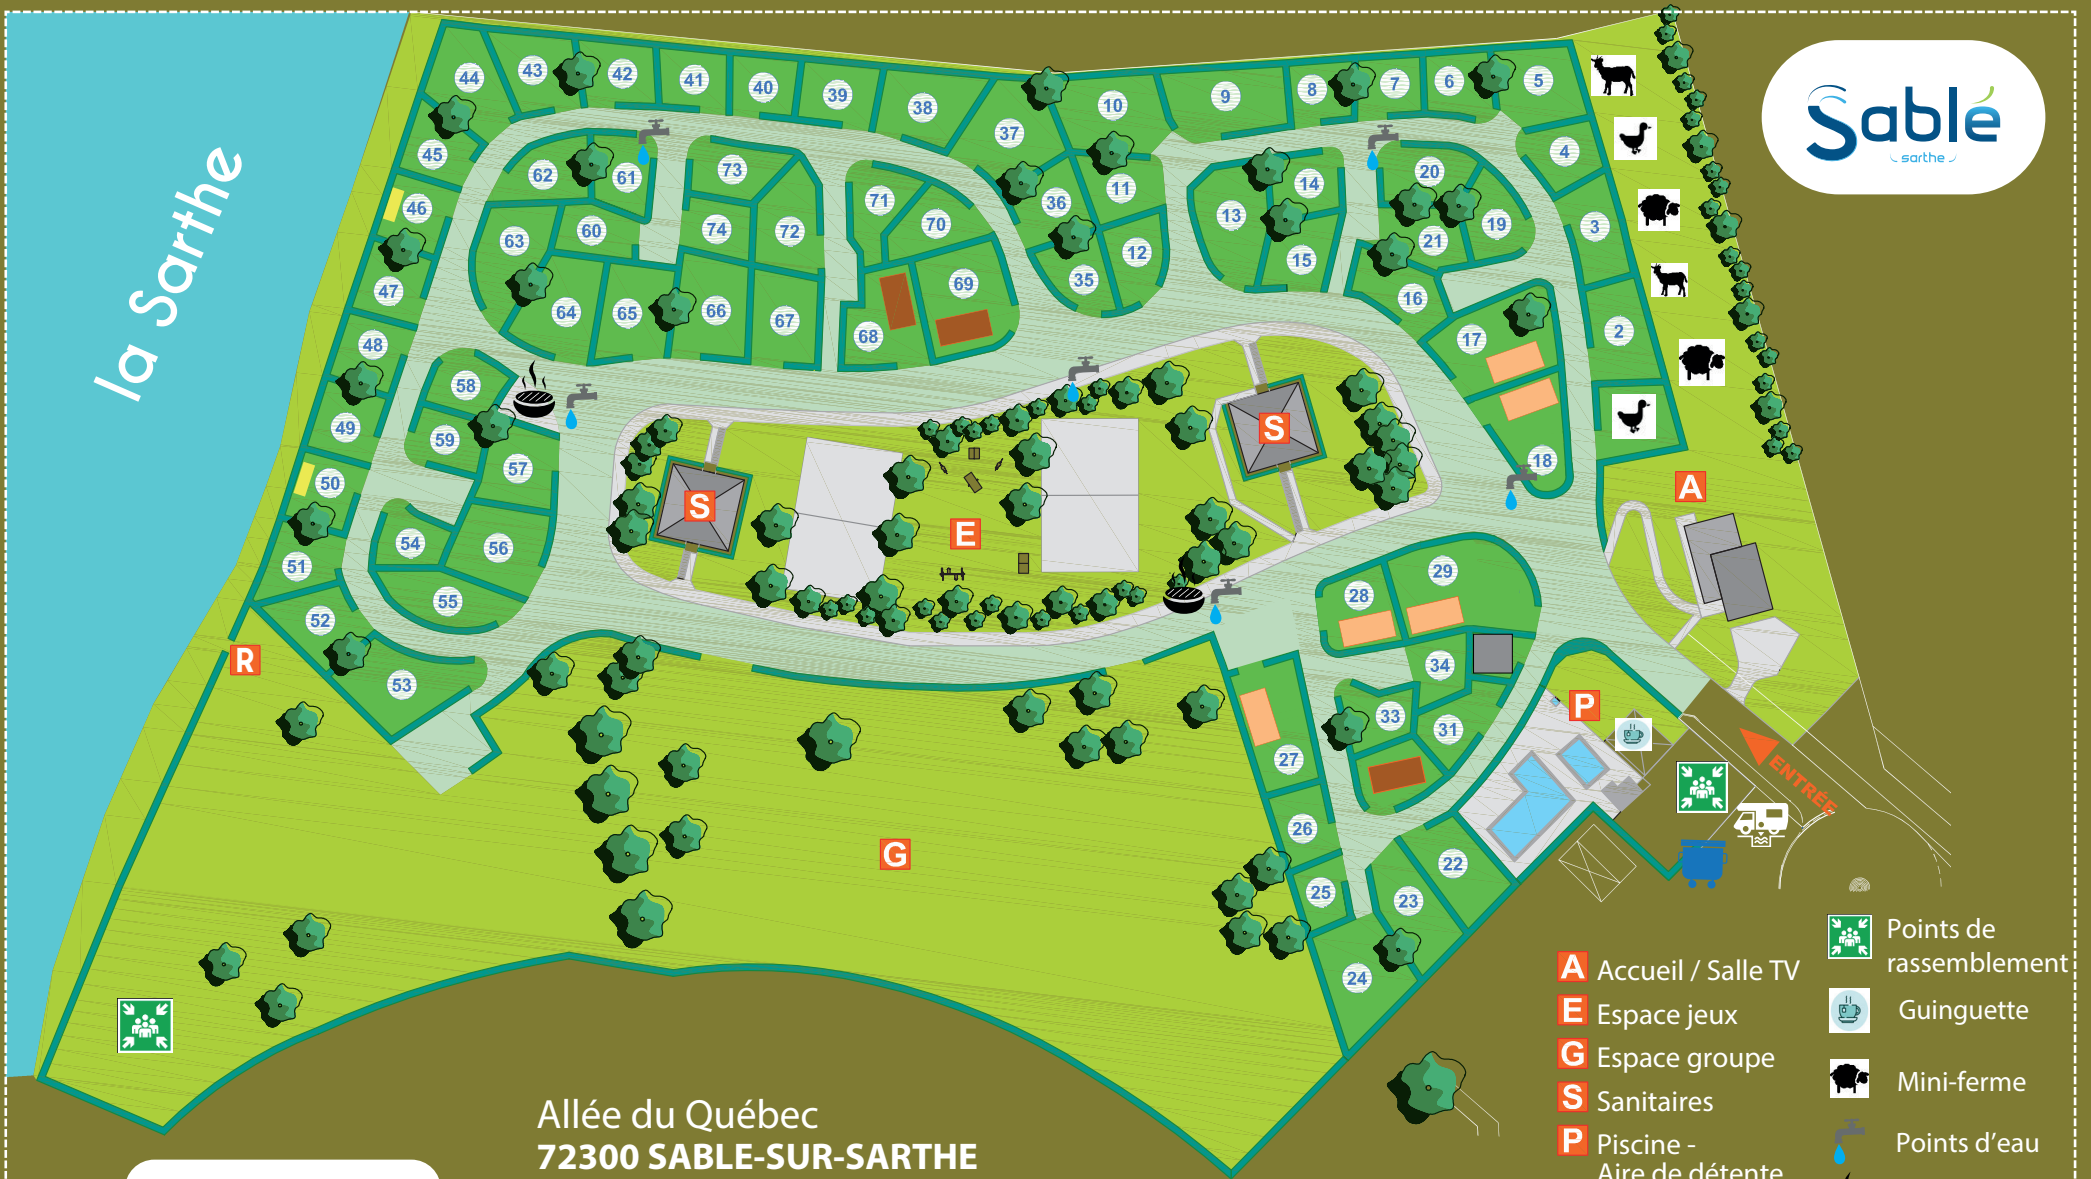 la Sarthe
Sablé
sarthe
44
43
42
41
40
39
38
37
10
9
8
7
6
5
45
62
61
73
71
70
36
11
14
20
4
46
63
60
74
72
12
13
15
21
19
3
47
64
65
66
67
68
69
35
16
17
2
48
58
49
59
57
50
S
E
S
18
A
54
56
51
55
52
28
29
R
53
34
P
33
31
27
ENTRÉE
G
26
22
25
23
24
A Accueil / Salle TV
E Espace jeux
G Espace groupe
S Sanitaires
P Piscine -
Aire de détente
Points de
rassemblement
Guinguette
Mini-ferme
Points d'eau
Allée du Québec
72300 SABLE-SUR-SARTHE